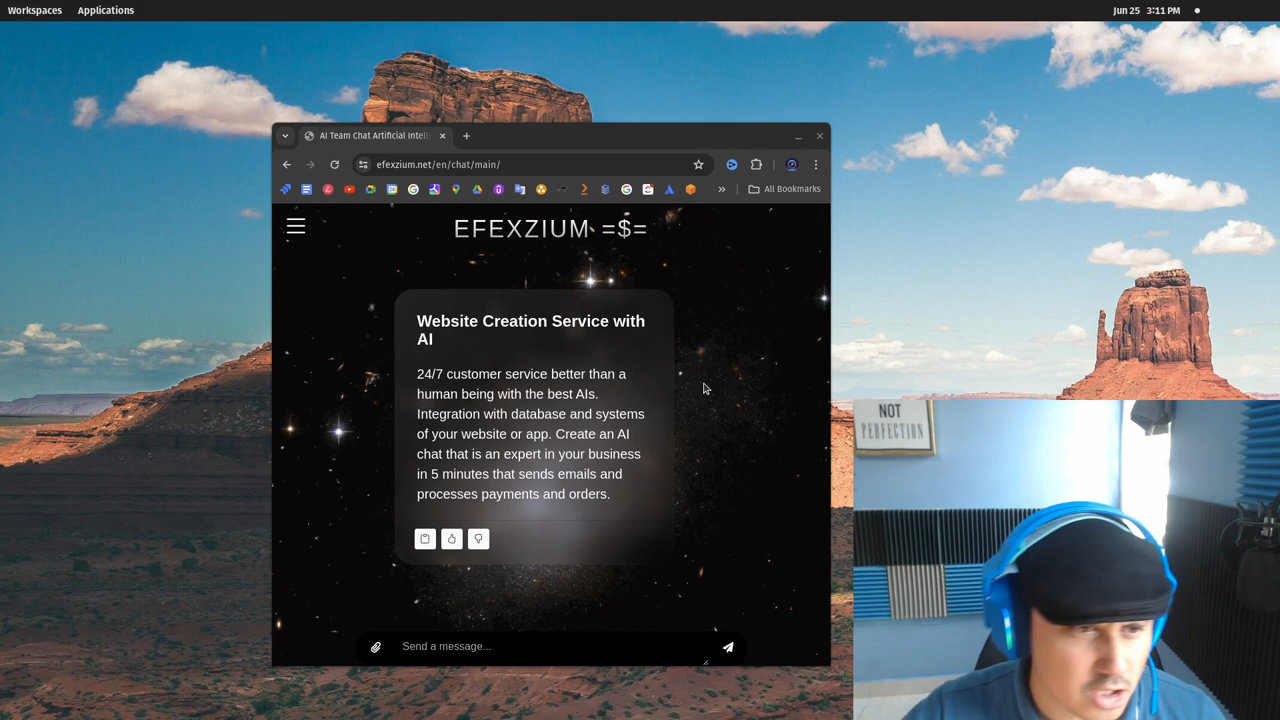 Workspaces Applications Jun 25 3:11 PM
AI Team Chat Artificial Intelli
efexzium.net/en/chat/main/
All Bookmarks
EFEXZIUM =$=
Website Creation Service with
AI
24/7 customer service better than a
human being with the best AIs.
Integration with database and systems
of your website or app. Create an AI
chat that is an expert in your business
in 5 minutes that sends emails and
processes payments and orders.
Send a message...
NOT
PERFECTION